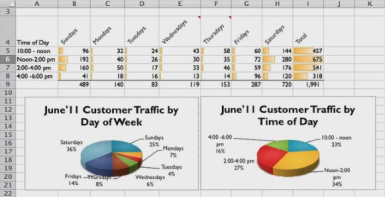 A B C D E F G H I J K
3
4 Time of Day Sundays Mondays Tuesdays Wednesdays Thursdays Fridays Saturdays Total
5 10:00 - noon 96 32 24 43 58 60 144 457
6 Noon-2:00 pm 192 40 26 30 35 72 280 675
7 2:00-4:00 pm 160 50 17 33 46 59 176 541
8 4:00 -6:00 pm 41 18 16 13 14 96 120 318
9 489 140 83 119 153 287 720 1,991
10
11
12
13
14
15
16
17
18
19
20
21
22
June'11 Customer Traffic by
Day of Week
Sundays
25%
Mondays
7%
Tuesdays
4%
Wednesdays
6%
Thursdays
8%
Fridays
14%
Saturdays
36%
June'11 Customer Traffic by
Time of Day
10:00 - noon
23%
Noon-2:00
pm
34%
2:00-4:00 pm
27%
4:00 -6:00
pm
16%